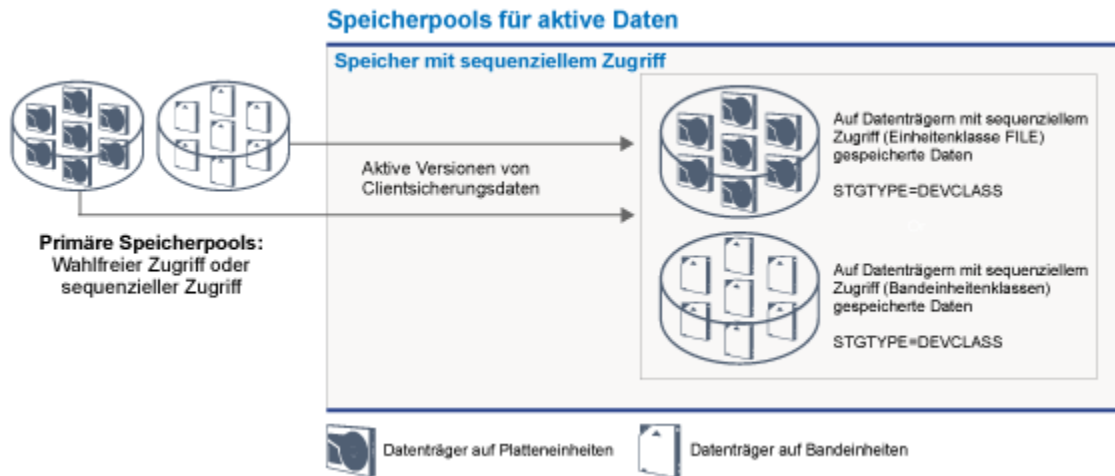 Speicherpools für aktive Daten
Speicher mit sequenziellem Zugriff
Auf Datenträgern mit sequenziellem
Zugriff (Einheitenklasse FILE)
gespeicherte Daten
STGTYPE=DEVCLASS
Aktive Versionen von
Clientsicherungsdaten
Primäre Speicherpools:
Wahlfreier Zugriff oder
sequenzieller Zugriff
Auf Datenträgern mit sequenziellem
Zugriff (Bandeinheitenklassen)
gespeicherte Daten
STGTYPE=DEVCLASS
Datenträger auf Platteneinheiten
Datenträger auf Bandeinheiten